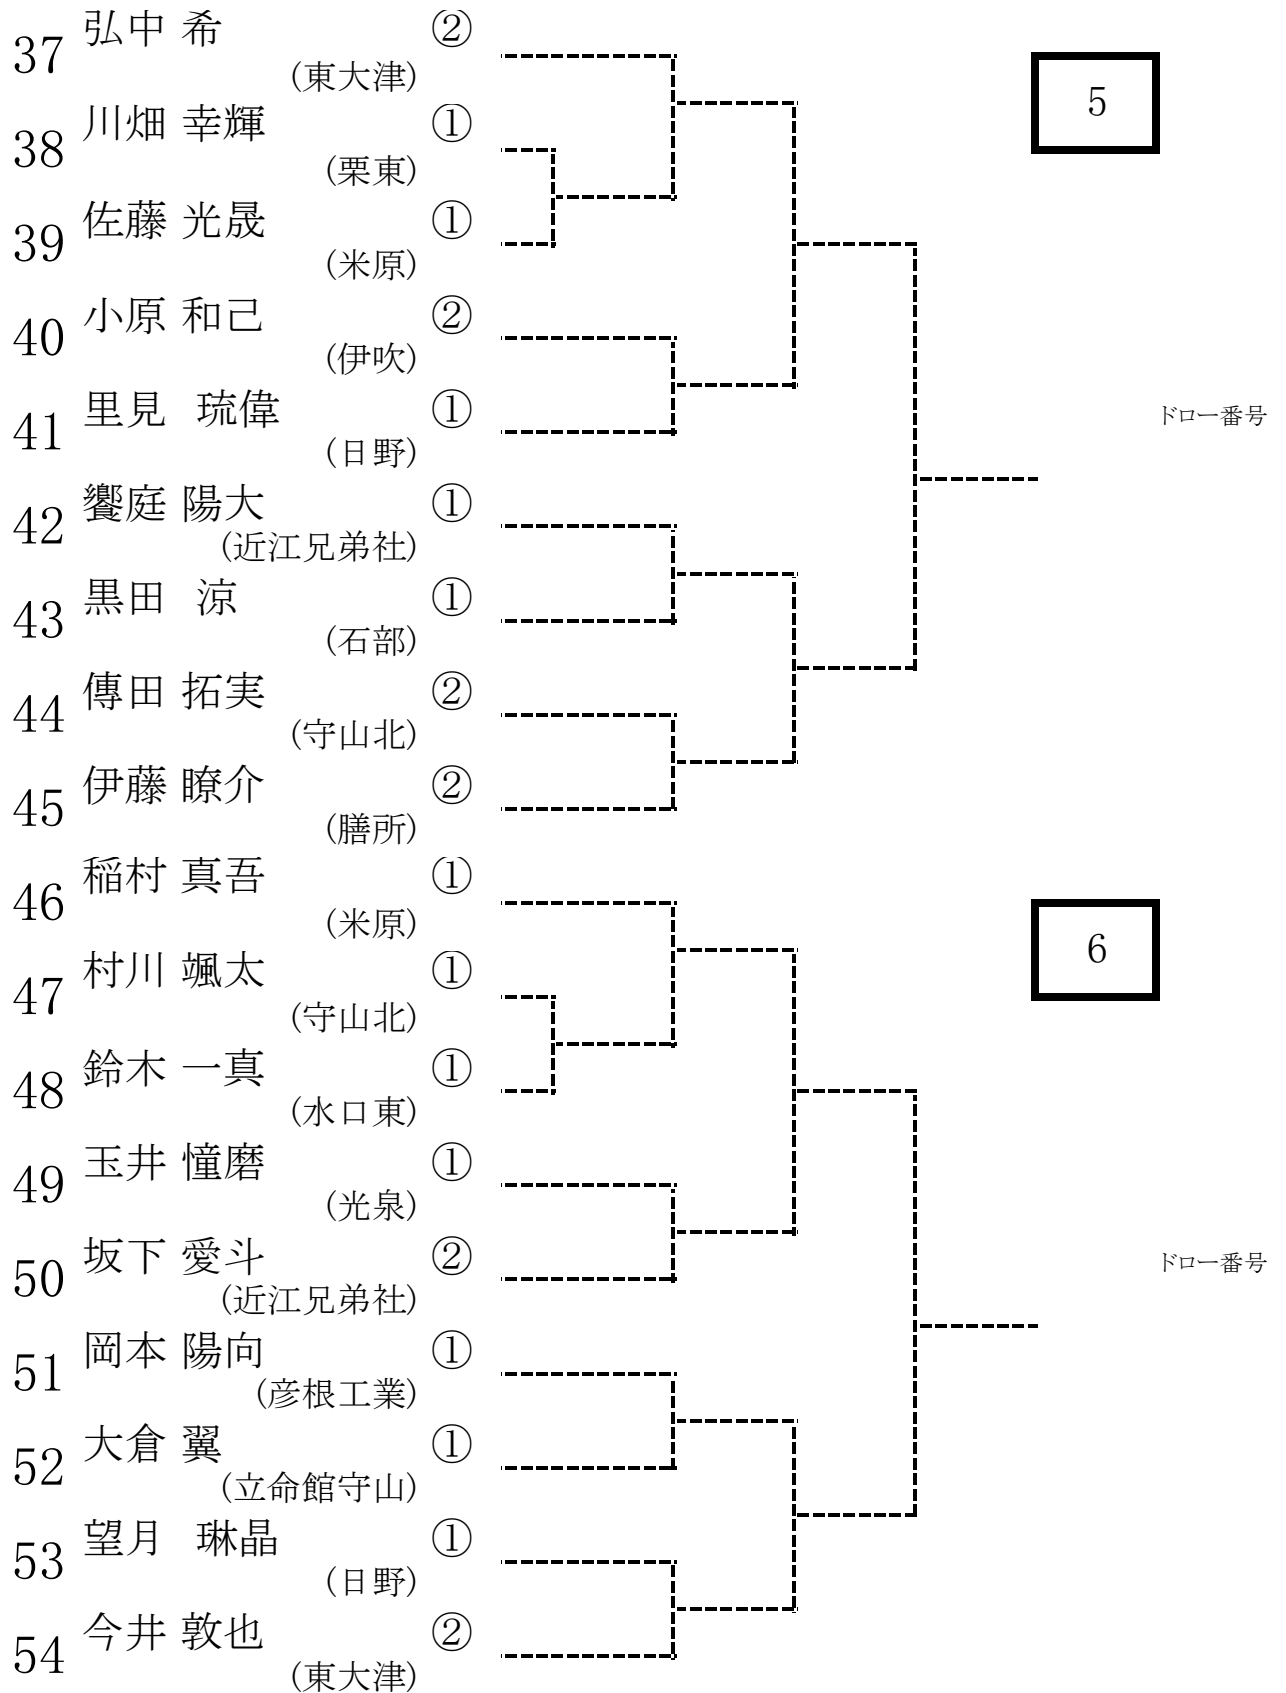 37 弘中 希 ②
(東大津)
5
38 川畑 幸輝 ①
(栗東)
39 佐藤 光晟 ①
(米原)
40 小原 和己 ②
(伊吹)
41 里見 琉偉 ①
(日野)
ドロー番号
42 饗庭 陽大 ①
(近江兄弟社)
43 黒田 涼 ①
(石部)
44 傳田 拓実 ②
(守山北)
45 伊藤 瞭介 ②
(膳所)
46 稲村 真吾 ①
(米原)
6
47 村川 颯太 ①
(守山北)
48 鈴木 一真 ①
(水口東)
49 玉井 憧磨 ①
(光泉)
50 坂下 愛斗 ②
(近江兄弟社)
ドロー番号
51 岡本 陽向 ①
(彦根工業)
52 大倉 翼 ①
(立命館守山)
53 望月 琳晶 ①
(日野)
54 今井 敦也 ②
(東大津)